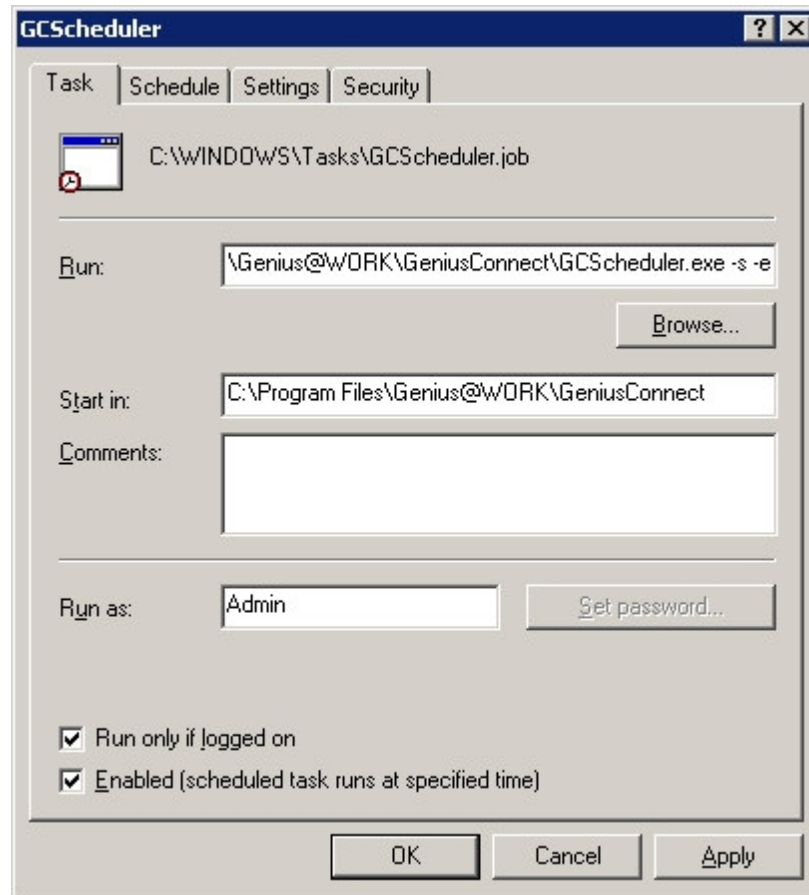 GCScheduler
Task Schedule Settings Security
C:\WINDOWS\Tasks\GCScheduler.job
Run: \Genius@WORK\GeniusConnect\GCScheduler.exe -s -e
Browse...
Start in: C:\Program Files\Genius@WORK\GeniusConnect
Comments:
Run as: Admin Set password...
Run only if logged on
Enabled (scheduled task runs at specified time)
OK Cancel Apply